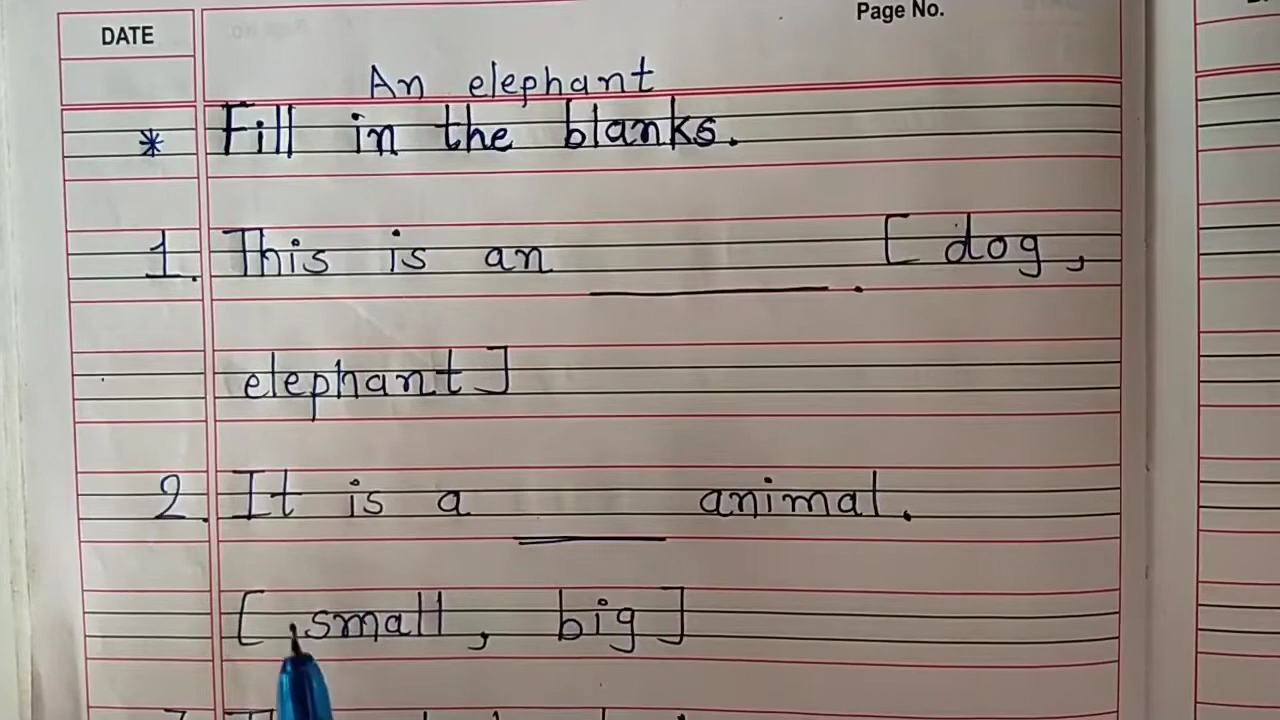 Page No.
DATE
An elephant
* Fill in the blanks.
1. This is an ________ . [ dog,
elephant ]
2. It is a ______ animal.
[ small, big ]